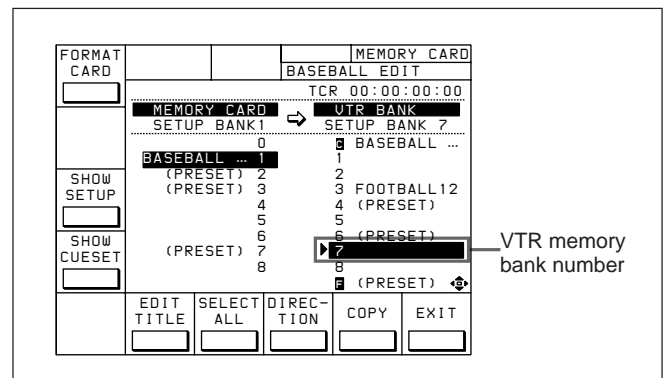 MEMORY CARD
FORMAT CARD
BASEBALL EDIT
TCR 00:00:00:00
MEMORY CARD VTR BANK
SETUP BANK1 SETUP BANK 7
0 C BASEBALL …
BASEBALL … 1 1
(PRESET) 2 2
(PRESET) 3 3 FOOTBALL12
4 4 (PRESET)
5 5
6 6 (PRESET)
(PRESET) 7 7
8 8
F (PRESET)
SHOW SETUP
SHOW CUESET
EDIT TITLE
SELECT ALL
DIREC-
TION
COPY
EXIT
VTR memory
bank number